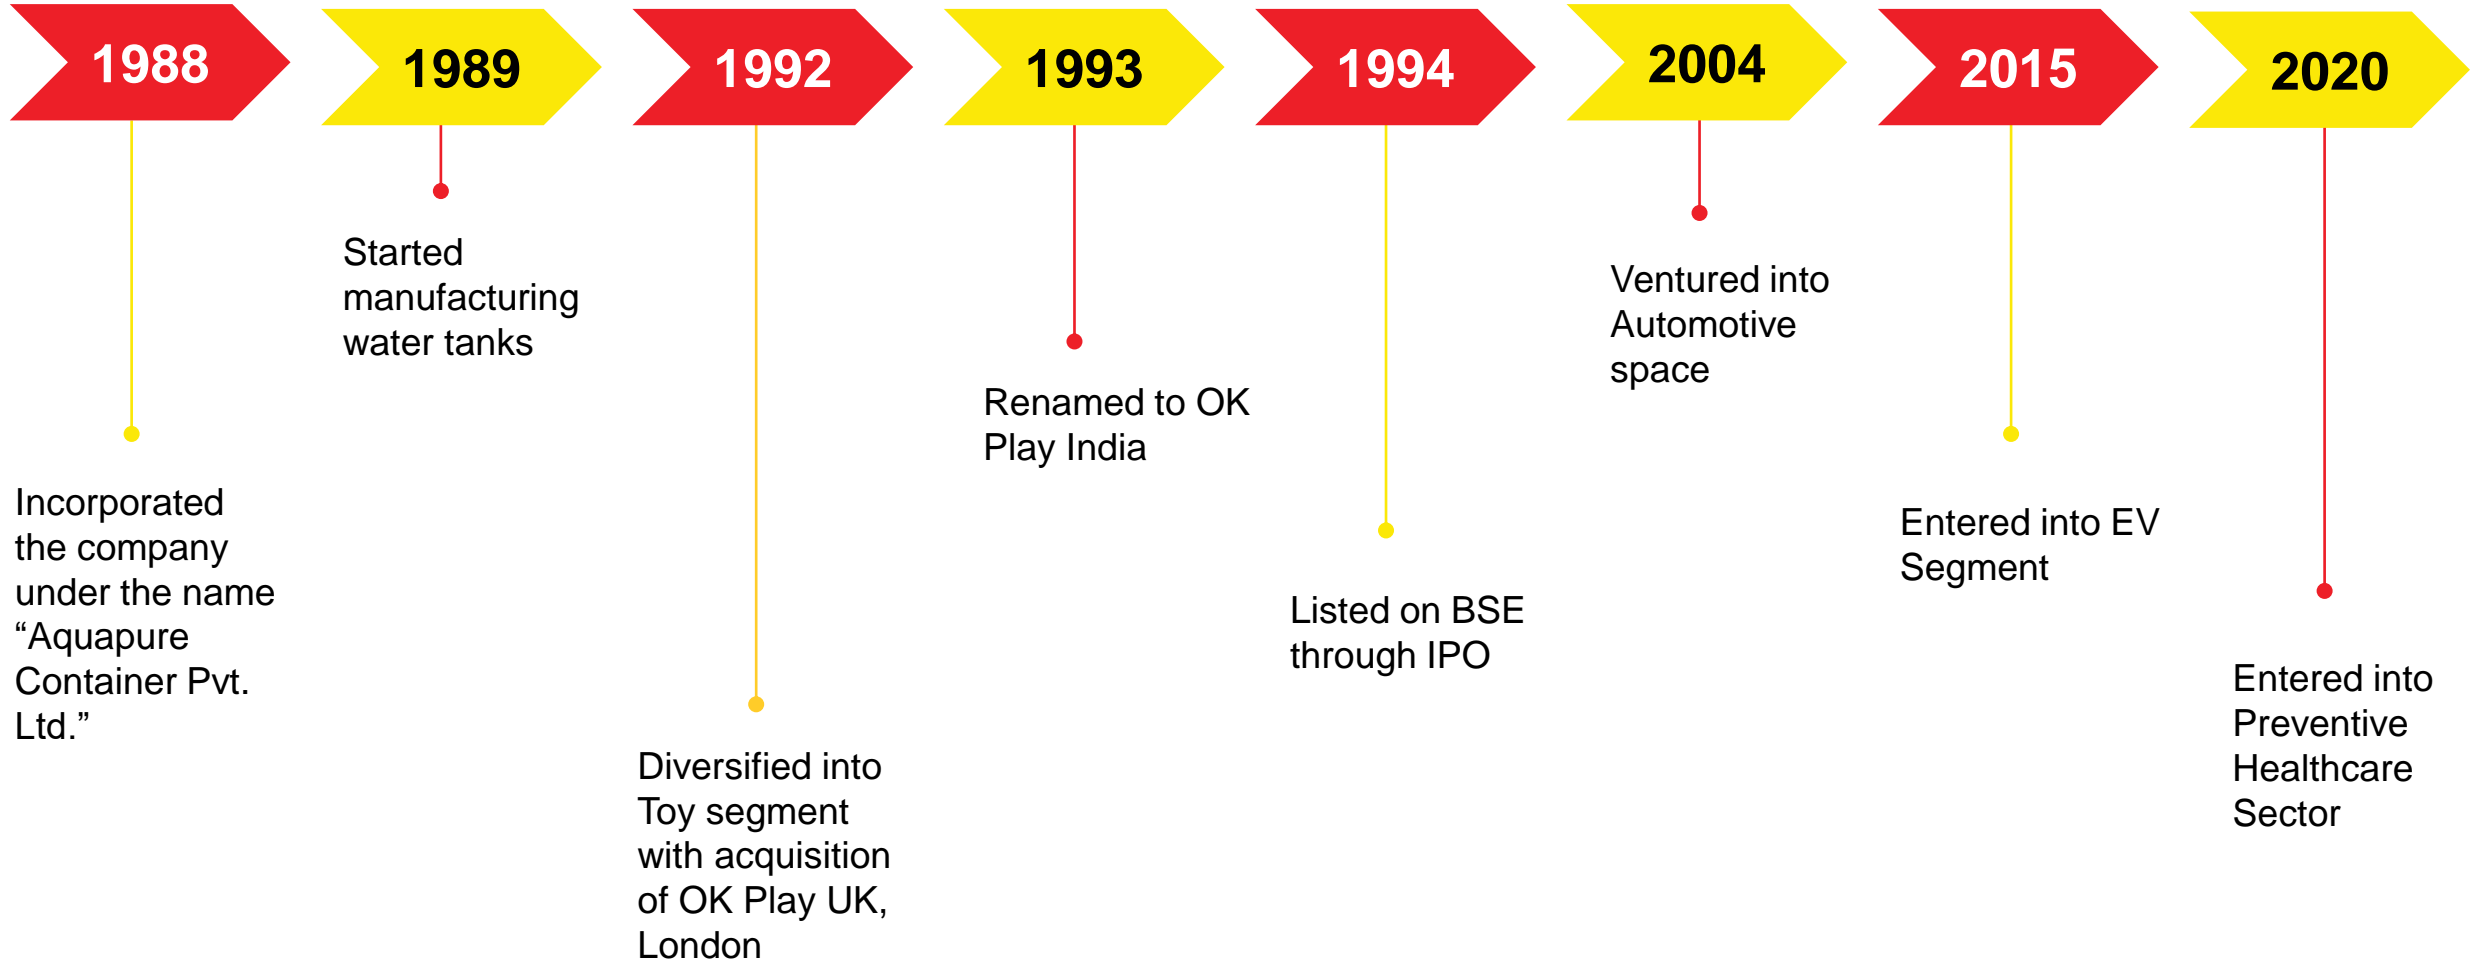 1988
1989
1992
1993
1994
2004
2015
2020
Incorporated
the company
under the name
“Aquapure
Container Pvt.
Ltd.”
Started
manufacturing
water tanks
Diversified into
Toy segment
with acquisition
of OK Play UK,
London
Renamed to OK
Play India
Listed on BSE
through IPO
Ventured into
Automotive
space
Entered into EV
Segment
Entered into
Preventive
Healthcare
Sector